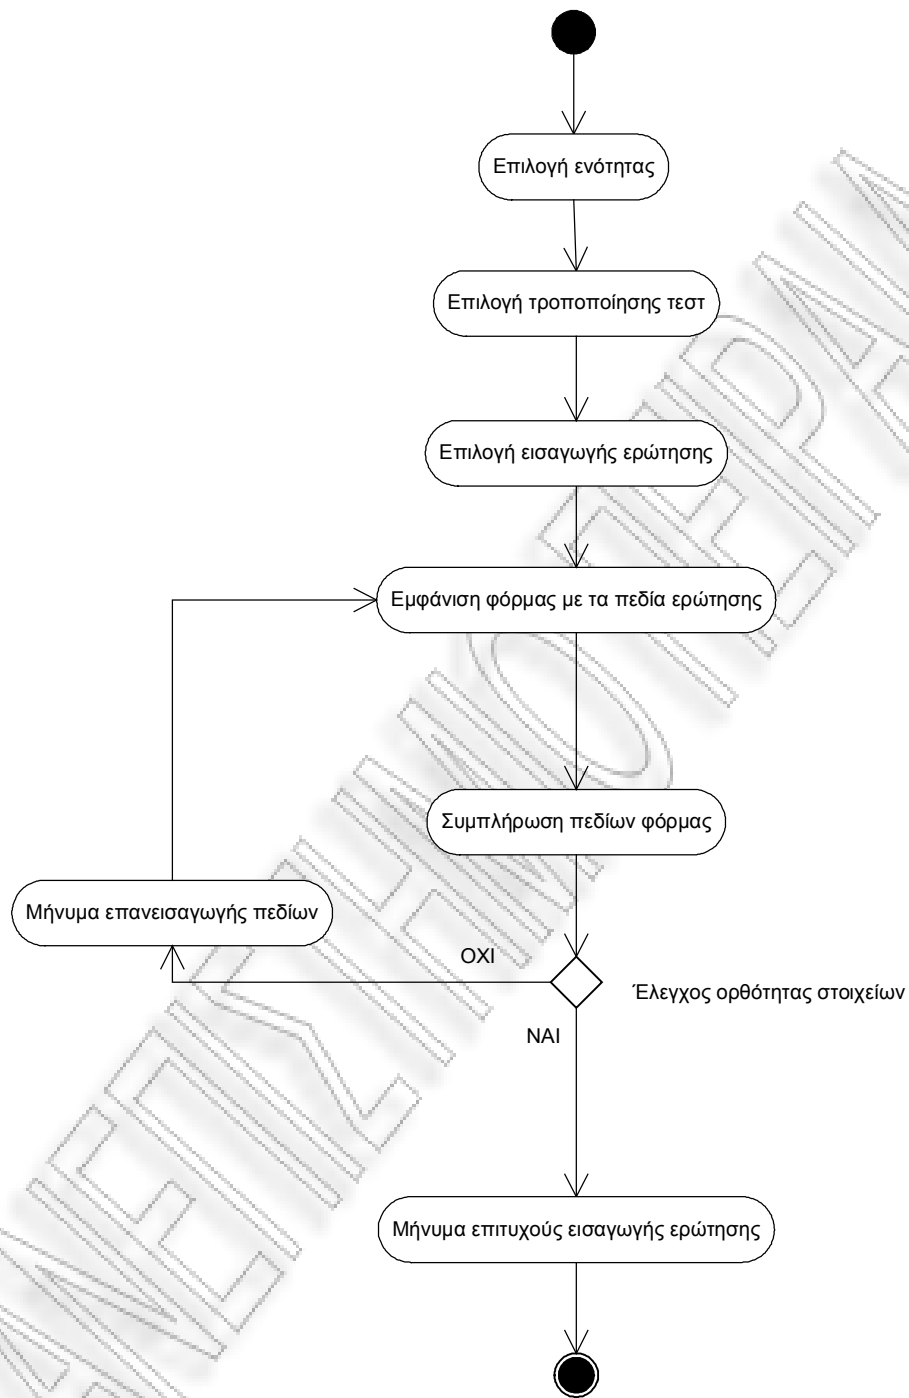 Επιλογή ενότητας
Επιλογή τροποποίησης τεστ
Επιλογή εισαγωγής ερώτησης
Εμφάνιση φόρμας με τα πεδία ερώτησης
Συμπλήρωση πεδίων φόρμας
Μήνυμα επανεισαγωγής πεδίων
ΟΧΙ
Έλεγχος ορθότητας στοιχείων
ΝΑΙ
Μήνυμα επιτυχούς εισαγωγής ερώτησης